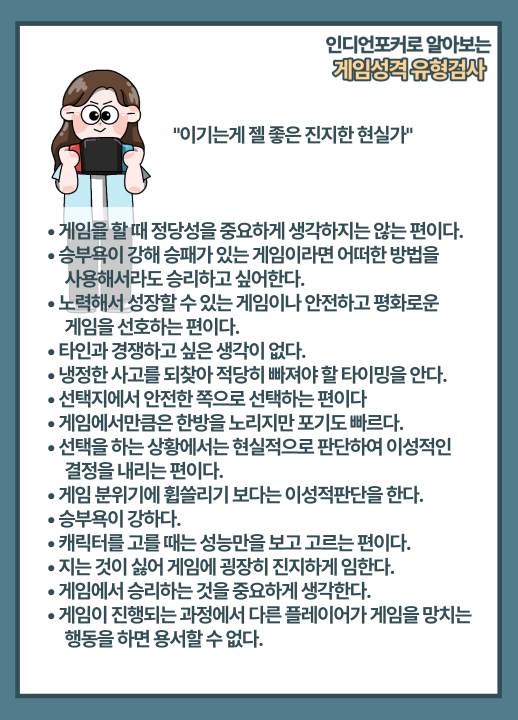 인디언포커로 알아보는
게임성격 유형검사
"이기는게 젤 좋은 진지한 현실가"
• 게임을 할 때 정당성을 중요하게 생각하지는 않는 편이다.
• 승부욕이 강해 승패가 있는 게임이라면 어떠한 방법을
사용해서라도 승리하고 싶어한다.
• 노력해서 성장할 수 있는 게임이나 안전하고 평화로운
게임을 선호하는 편이다.
• 타인과 경쟁하고 싶은 생각이 없다.
• 냉정한 사고를 되찾아 적당히 빠져야 할 타이밍을 안다.
• 선택지에서 안전한 쪽으로 선택하는 편이다
• 게임에서만큼은 한방을 노리지만 포기도 빠르다.
• 선택을 하는 상황에서는 현실적으로 판단하여 이성적인
결정을 내리는 편이다.
• 게임 분위기에 휩쓸리기 보다는 이성적판단을 한다.
• 승부욕이 강하다.
• 캐릭터를 고를 때는 성능만을 보고 고르는 편이다.
• 지는 것이 싫어 게임에 굉장히 진지하게 임한다.
• 게임에서 승리하는 것을 중요하게 생각한다.
• 게임이 진행되는 과정에서 다른 플레이어가 게임을 망치는
행동을 하면 용서할 수 없다.